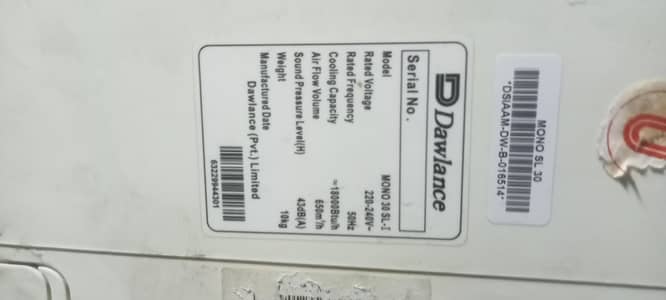 MONO SL 30
*DSIAAM-DW-B-016514*
Dawlance
Serial No.
Model MONO 30 SL-I
Rated Voltage 220-240V~
Rated Frequency 50Hz
Cooling Capacity ≈18000Btu/h
Air Flow Volume 650m³/h
Sound Pressure Level(H) 43dB(A)
Weight 10kg
Manufactured Date
Dawlance (Pvt.) Limited
63229944301